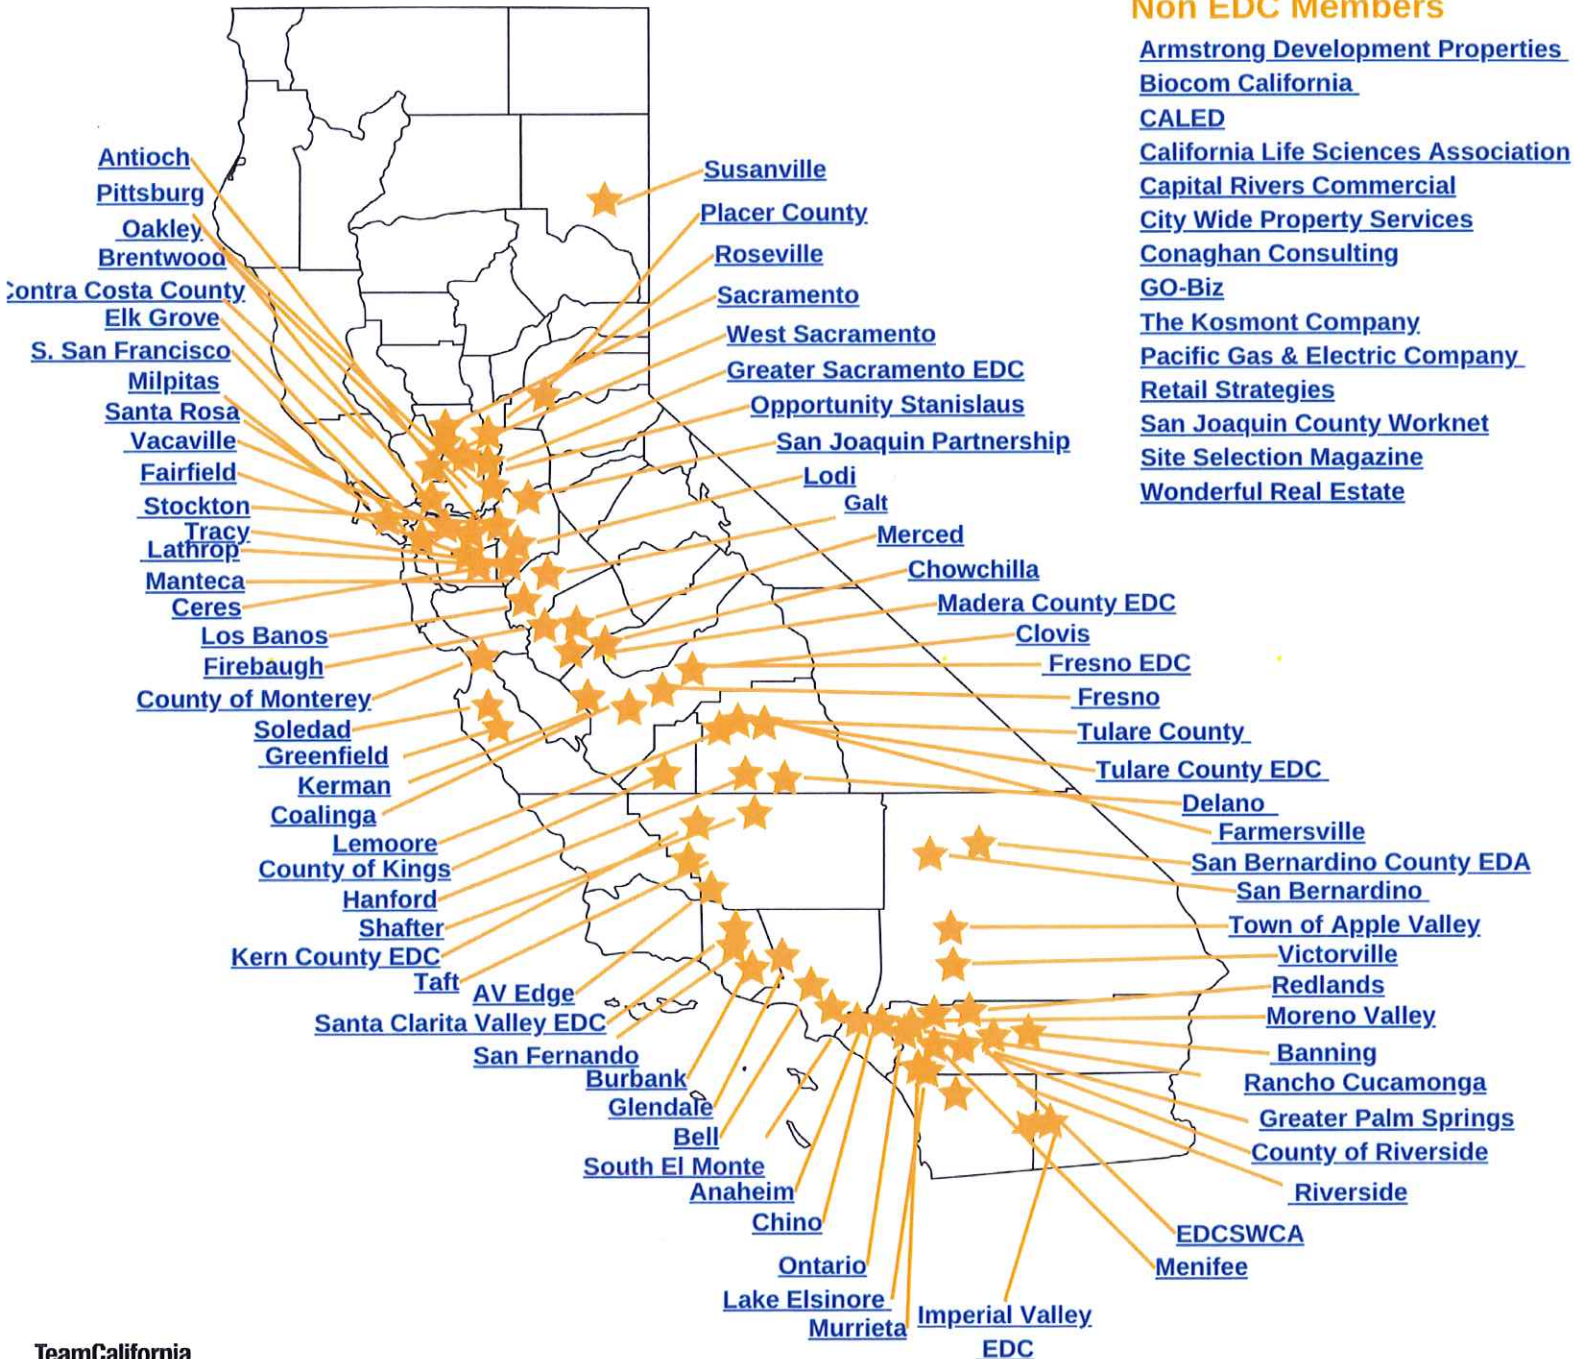 Non EDC Members
Armstrong Development Properties
Biocom California
CALED
California Life Sciences Association
Capital Rivers Commercial
City Wide Property Services
Conaghan Consulting
GO-Biz
The Kosmont Company
Pacific Gas & Electric Company
Retail Strategies
San Joaquin County Worknet
Site Selection Magazine
Wonderful Real Estate
Antioch
Pittsburg
Oakley
Brentwood
Contra Costa County
Elk Grove
S. San Francisco
Milpitas
Santa Rosa
Vacaville
Fairfield
Stockton
Tracy
Lathrop
Manteca
Ceres
Los Banos
Firebaugh
County of Monterey
Soledad
Greenfield
Kerman
Coalinga
Lemoore
County of Kings
Hanford
Shafter
Kern County EDC
Taft
AV Edge
Santa Clarita Valley EDC
San Fernando
Burbank
Glendale
Bell
South El Monte
Anaheim
Chino
Ontario
Lake Elsinore
Murrieta
Susanville
Placer County
Roseville
Sacramento
West Sacramento
Greater Sacramento EDC
Opportunity Stanislaus
San Joaquin Partnership
Lodi
Galt
Merced
Chowchilla
Madera County EDC
Clovis
Fresno EDC
Fresno
Tulare County
Tulare County EDC
Delano
Farmersville
San Bernardino County EDA
San Bernardino
Town of Apple Valley
Victorville
Redlands
Moreno Valley
Banning
Rancho Cucamonga
Greater Palm Springs
County of Riverside
Riverside
EDCSWCA
Menifee
Imperial Valley
EDC
TeamCalifornia